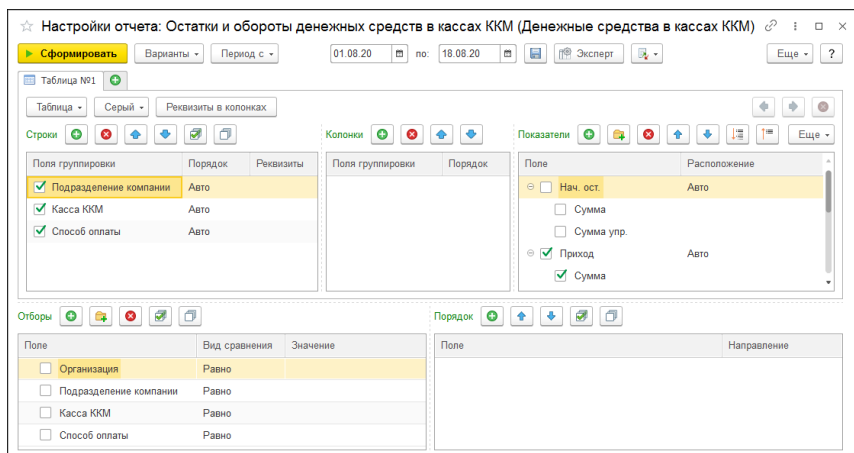 Настройки отчета: Остатки и обороты денежных средств в кассах ККМ (Денежные средства в кассах ККМ)
Сформировать Варианты Период с 01.08.20 по: 18.08.20 Эксперт Еще ?
Таблица №1
Таблица Серый Реквизиты в колонках
Строки Колонки Показатели Еще
Поля группировки Порядок Реквизиты Поля группировки Порядок Поле Расположение
Подразделение компании Авто Нач. ост. Авто
Касса ККМ Авто Сумма
Способ оплаты Авто Сумма упр.
Приход Авто
Сумма
Отборы Порядок
Поле Вид сравнения Значение Поле Направление
Организация Равно
Подразделение компании Равно
Касса ККМ Равно
Способ оплаты Равно